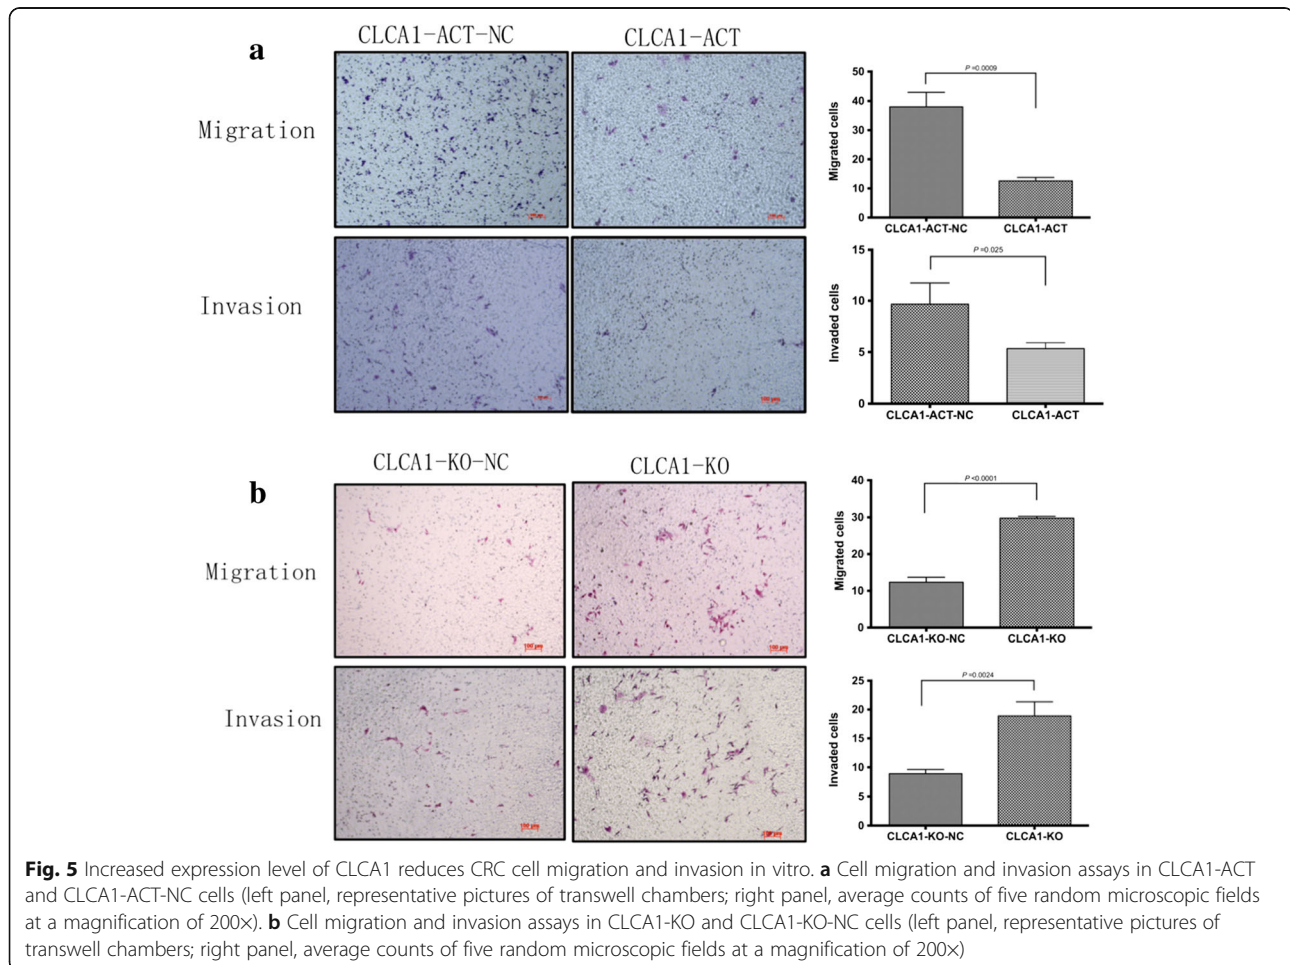 a
CLCA1-ACT-NC
CLCA1-ACT
Migration
Invasion
Migrated cells
50
40
30
20
10
0
P =0.0009
CLCA1-ACT-NC
CLCA1-ACT
Invaded cells
15
10
5
0
P =0.025
CLCA1-ACT-NC
CLCA1-ACT
100 μm
b
CLCA1-KO-NC
CLCA1-KO
Migration
100 μm
100 μm
Invasion
100 μm
Migrated cells
40
30
20
10
0
P <0.0001
CLCA1-KO-NC
CLCA1-KO
Invaded cells
25
20
15
10
5
0
P =0.0024
CLCA1-KO-NC
CLCA1-KO
Fig. 5 Increased expression level of CLCA1 reduces CRC cell migration and invasion in vitro. a Cell migration and invasion assays in CLCA1-ACT
and CLCA1-ACT-NC cells (left panel, representative pictures of transwell chambers; right panel, average counts of five random microscopic fields
at a magnification of 200×). b Cell migration and invasion assays in CLCA1-KO and CLCA1-KO-NC cells (left panel, representative pictures of
transwell chambers; right panel, average counts of five random microscopic fields at a magnification of 200×)